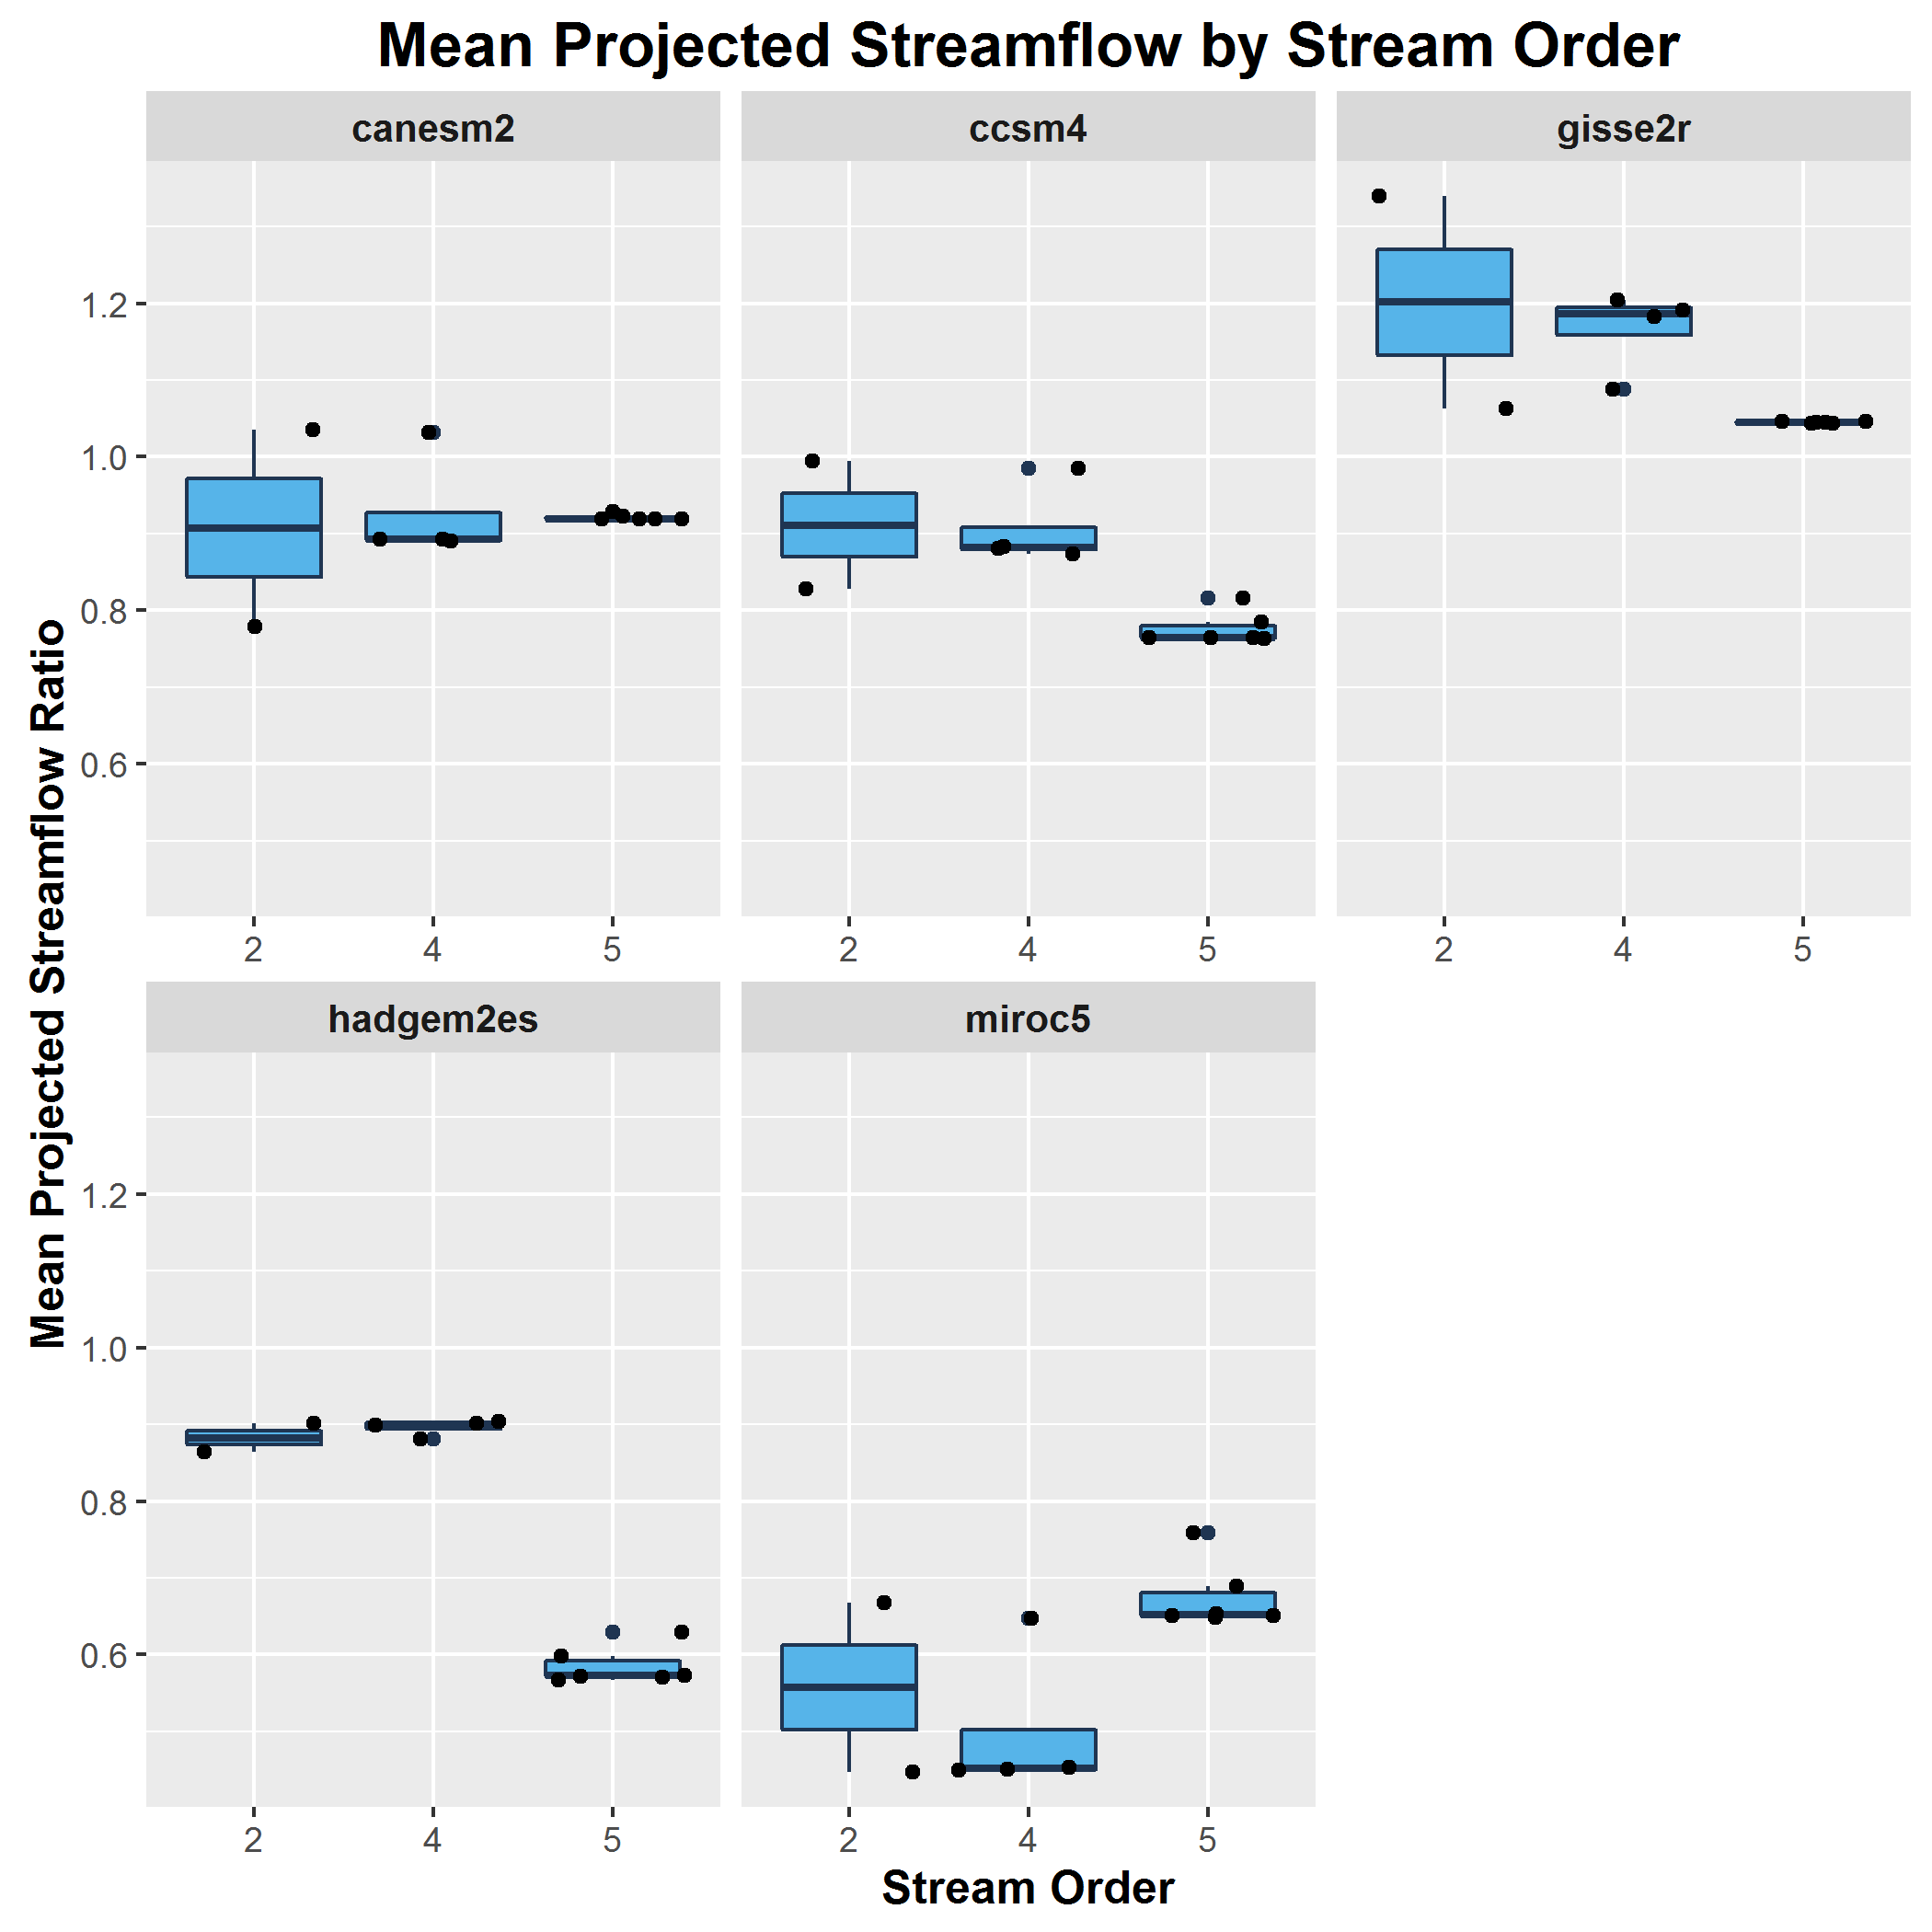 Mean Projected Streamflow by Stream Order
canesm2
ccsm4
gisse2r
Mean Projected Streamflow Ratio
1.2
1.0
0.8
0.6
2 4 5
2 4 5
2 4 5
hadgem2es
miroc5
1.2
1.0
0.8
0.6
2 4 5
2 4 5
Stream Order